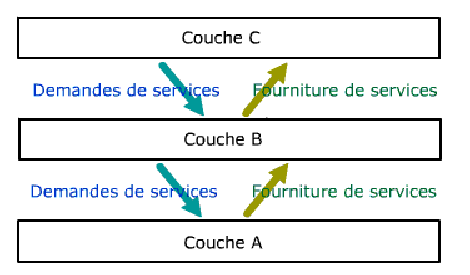 Couche C
Demandes de services Fourniture de services
Couche B
Demandes de services Fourniture de services
Couche A